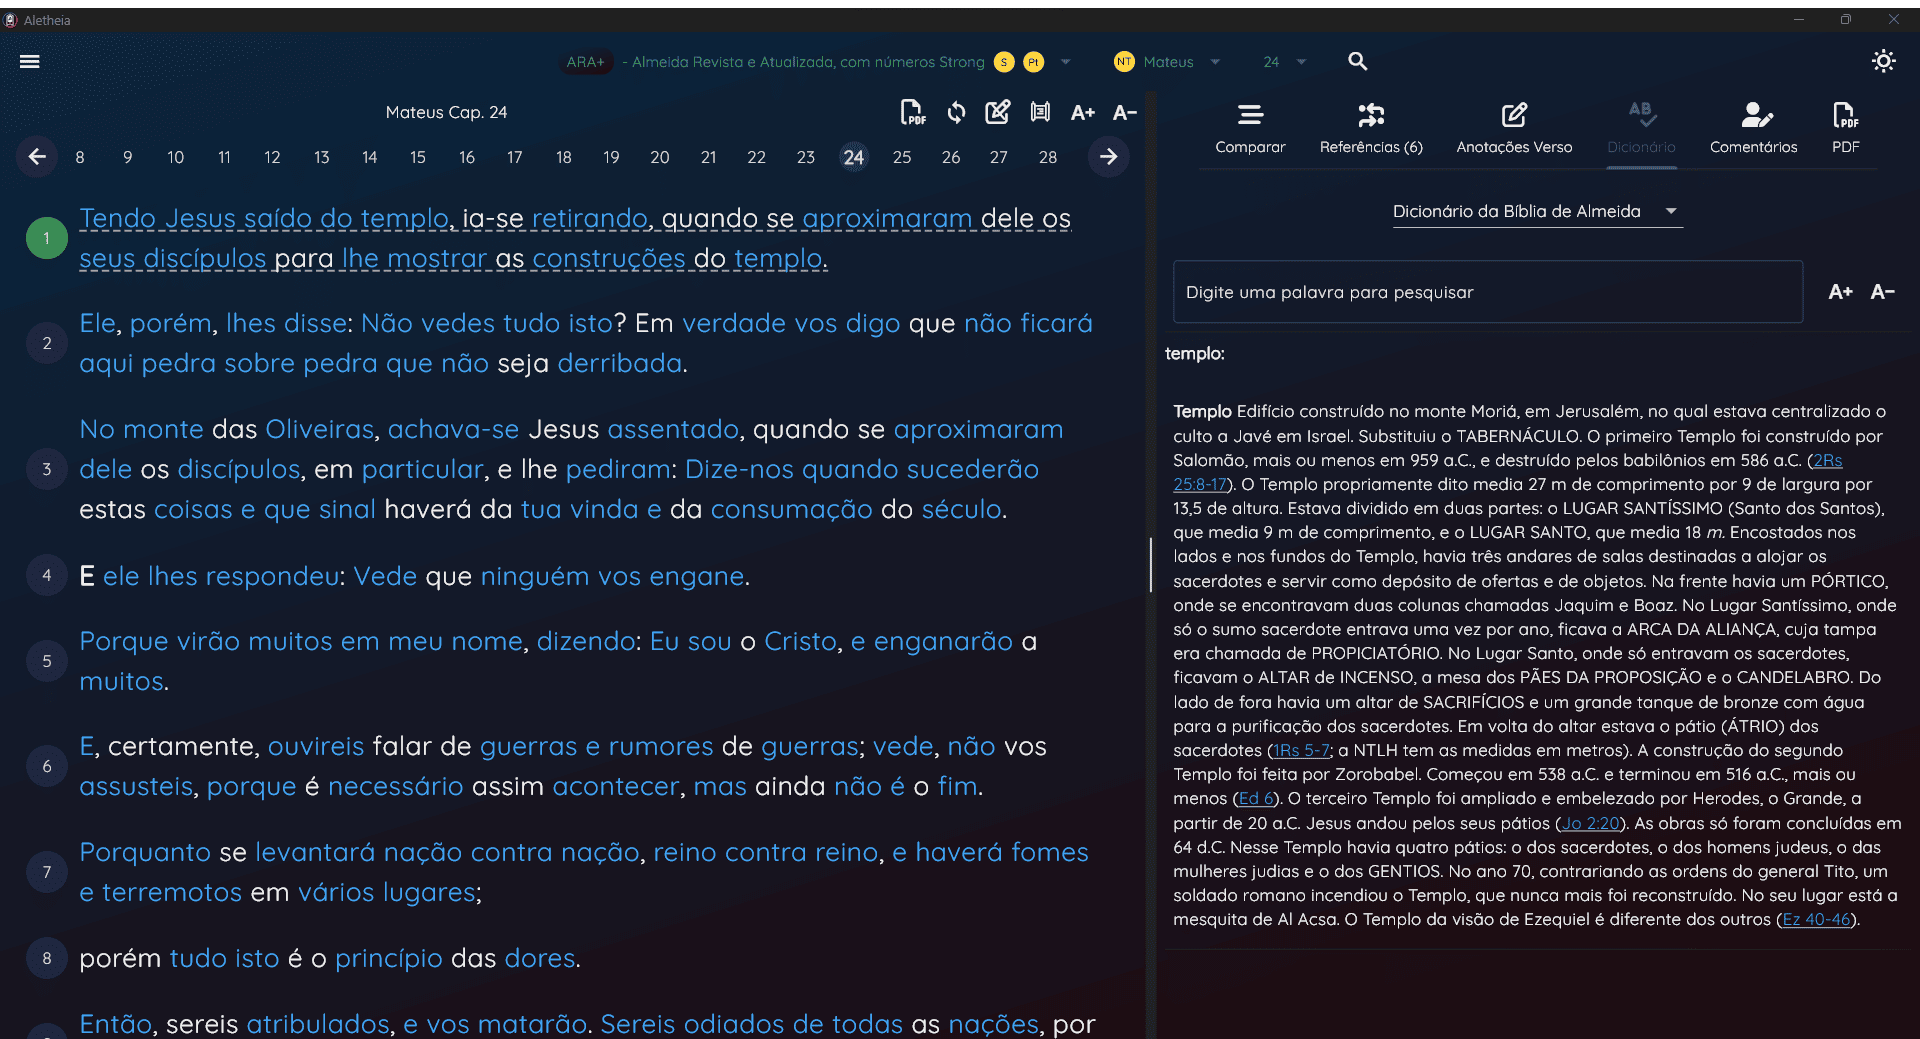 Aletheia
ARA+ - Almeida Revista e Atualizada, com números Strong S Pt
NT Mateus
24
Mateus Cap. 24
PDF
A+ A-
8 9 10 11 12 13 14 15 16 17 18 19 20 21 22 23 24 25 26 27 28
1 Tendo Jesus saído do templo, ia-se retirando, quando se aproximaram dele os
seus discípulos para lhe mostrar as construções do templo.
2 Ele, porém, lhes disse: Não vedes tudo isto? Em verdade vos digo que não ficará
aqui pedra sobre pedra que não seja derribada.
3 No monte das Oliveiras, achava-se Jesus assentado, quando se aproximaram
dele os discípulos, em particular, e lhe pediram: Dize-nos quando sucederão
estas coisas e que sinal haverá da tua vinda e da consumação do século.
4 E ele lhes respondeu: Vede que ninguém vos engane.
5 Porque virão muitos em meu nome, dizendo: Eu sou o Cristo, e enganarão a
muitos.
6 E, certamente, ouvireis falar de guerras e rumores de guerras; vede, não vos
assusteis, porque é necessário assim acontecer, mas ainda não é o fim.
7 Porquanto se levantará nação contra nação, reino contra reino, e haverá fomes
e terremotos em vários lugares;
8 porém tudo isto é o princípio das dores.
Então, sereis atribulados, e vos matarão. Sereis odiados de todas as nações, por
AB PDF
Comparar Referências (6) Anotações Verso Dicionário Comentários PDF
Dicionário da Bíblia de Almeida
Digite uma palavra para pesquisar
A+ A-
templo:
Templo Edifício construído no monte Moriá, em Jerusalém, no qual estava centralizado o
culto a Javé em Israel. Substituiu o TABERNÁCULO. O primeiro Templo foi construído por
Salomão, mais ou menos em 959 a.C., e destruído pelos babilônios em 586 a.C. (2Rs
25:8-17). O Templo propriamente dito media 27 m de comprimento por 9 de largura por
13,5 de altura. Estava dividido em duas partes: o LUGAR SANTÍSSIMO (Santo dos Santos),
que media 9 m de comprimento, e o LUGAR SANTO, que media 18 m. Encostados nos
lados e nos fundos do Templo, havia três andares de salas destinadas a alojar os
sacerdotes e servir como depósito de ofertas e de objetos. Na frente havia um PÓRTICO,
onde se encontravam duas colunas chamadas Jaquim e Boaz. No Lugar Santíssimo, onde
só o sumo sacerdote entrava uma vez por ano, ficava a ARCA DA ALIANÇA, cuja tampa
era chamada de PROPICIATÓRIO. No Lugar Santo, onde só entravam os sacerdotes,
ficavam o ALTAR de INCENSO, a mesa dos PÃES DA PROPOSIÇÃO e o CANDELABRO. Do
lado de fora havia um altar de SACRIFÍCIOS e um grande tanque de bronze com água
para a purificação dos sacerdotes. Em volta do altar estava o pátio (ÁTRIO) dos
sacerdotes (1Rs 5-7; a NTLH tem as medidas em metros). A construção do segundo
Templo foi feita por Zorobabel. Começou em 538 a.C. e terminou em 516 a.C., mais ou
menos (Ed 6). O terceiro Templo foi ampliado e embelezado por Herodes, o Grande, a
partir de 20 a.C. Jesus andou pelos seus pátios (Jo 2:20). As obras só foram concluídas em
64 d.C. Nesse Templo havia quatro pátios: o dos sacerdotes, o dos homens judeus, o das
mulheres judias e o dos GENTIOS. No ano 70, contrariando as ordens do general Tito, um
soldado romano incendiou o Templo, que nunca mais foi reconstruído. No seu lugar está a
mesquita de Al Acsa. O Templo da visão de Ezequiel é diferente dos outros (Ez 40-46).